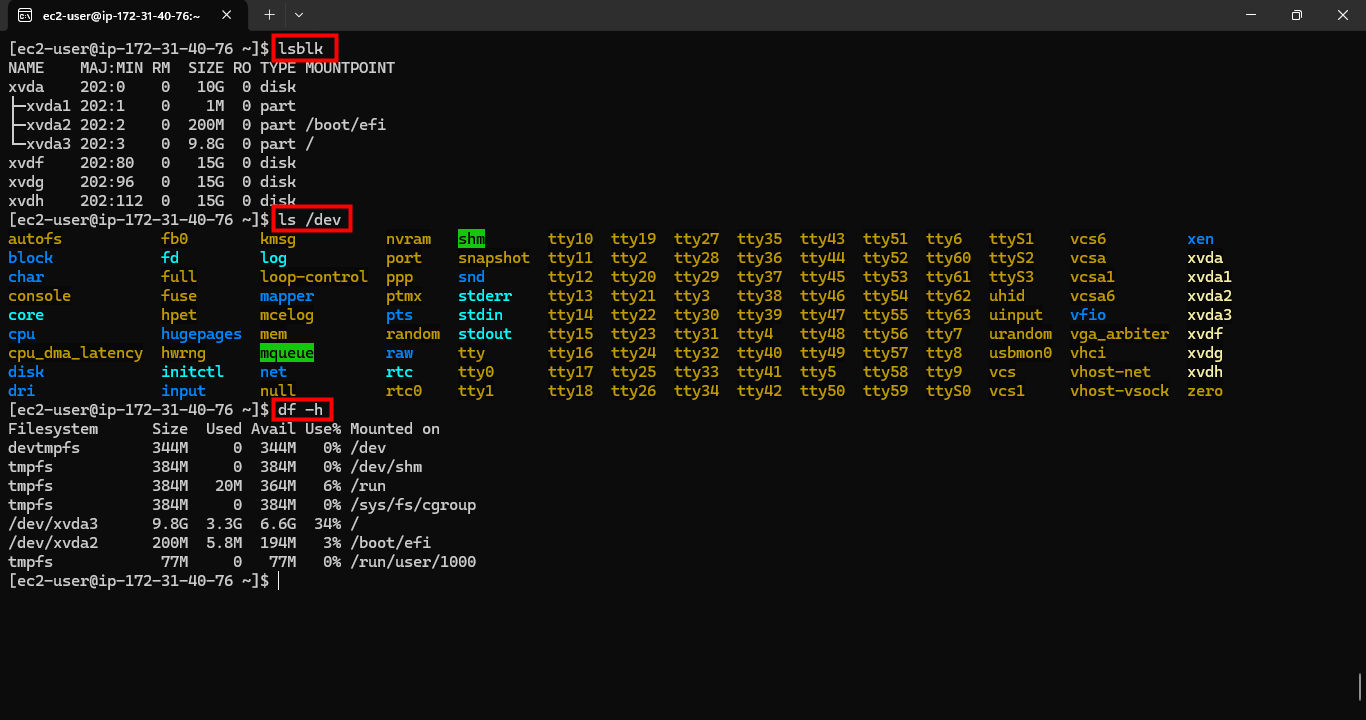 ec2-user@ip-172-31-40-76:~
[ec2-user@ip-172-31-40-76 ~]$ lsblk
NAME    MAJ:MIN RM  SIZE RO TYPE MOUNTPOINT
xvda    202:0    0   10G  0 disk
├─xvda1 202:1    0    1M  0 part
├─xvda2 202:2    0  200M  0 part /boot/efi
└─xvda3 202:3    0  9.8G  0 part /
xvdf    202:80   0   15G  0 disk
xvdg    202:96   0   15G  0 disk
xvdh    202:112  0   15G  0 disk
[ec2-user@ip-172-31-40-76 ~]$ ls /dev
autofs           fb0        kmsg          nvram   shm       tty10  tty19  tty27  tty35  tty43  tty51  tty6   ttyS1    vcs6         xen
block            fd         log           port    snapshot  tty11  tty2   tty28  tty36  tty44  tty52  tty60  ttyS2    vcsa         xvda
char             full       loop-control  ppp     snd       tty12  tty20  tty29  tty37  tty45  tty53  tty61  ttyS3    vcsa1        xvda1
console          fuse       mapper        ptmx    stderr    tty13  tty21  tty3   tty38  tty46  tty54  tty62  uhid     vcsa6        xvda2
core             hpet       mcelog        pts     stdin     tty14  tty22  tty30  tty39  tty47  tty55  tty63  uinput   vfio         xvda3
cpu              hugepages  mem           random  stdout    tty15  tty23  tty31  tty4   tty48  tty56  tty7   urandom  vga_arbiter  xvdf
cpu_dma_latency  hwrng      mqueue        raw     tty       tty16  tty24  tty32  tty40  tty49  tty57  tty8   usbmon0  vhci         xvdg
disk             initctl    net           rtc     tty0      tty17  tty25  tty33  tty41  tty5   tty58  tty9   vcs      vhost-net    xvdh
dri              input      null          rtc0    tty1      tty18  tty26  tty34  tty42  tty50  tty59  ttyS0  vcs1     vhost-vsock  zero
[ec2-user@ip-172-31-40-76 ~]$ df -h
Filesystem      Size  Used Avail Use% Mounted on
devtmpfs        344M     0  344M   0% /dev
tmpfs           384M     0  384M   0% /dev/shm
tmpfs           384M   20M  364M   6% /run
tmpfs           384M     0  384M   0% /sys/fs/cgroup
/dev/xvda3      9.8G  3.3G  6.6G  34% /
/dev/xvda2      200M  5.8M  194M   3% /boot/efi
tmpfs            77M     0   77M   0% /run/user/1000
[ec2-user@ip-172-31-40-76 ~]$